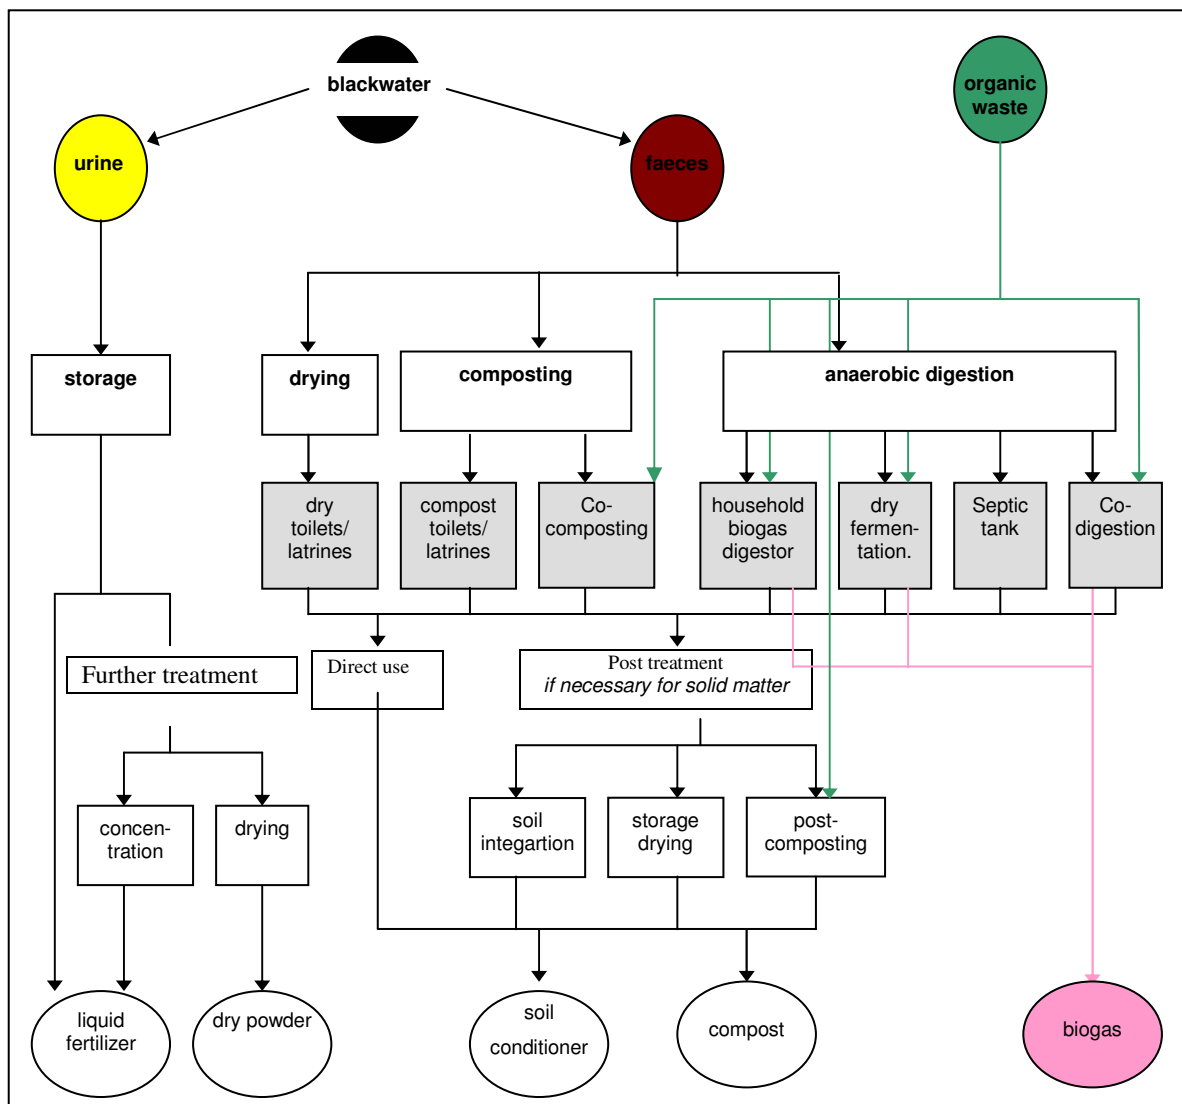 blackwater
organic
waste
urine
faeces
storage
drying
composting
anaerobic digestion
dry
toilets/
latrines
compost
toilets/
latrines
Co-
composting
household
biogas
digestor
dry
fermen-
tation.
Septic
tank
Co-
digestion
Further treatment
Direct use
Post treatment
if necessary for solid matter
concen-
tration
drying
soil
integartion
storage
drying
post-
composting
liquid
fertilizer
dry powder
soil
conditioner
compost
biogas